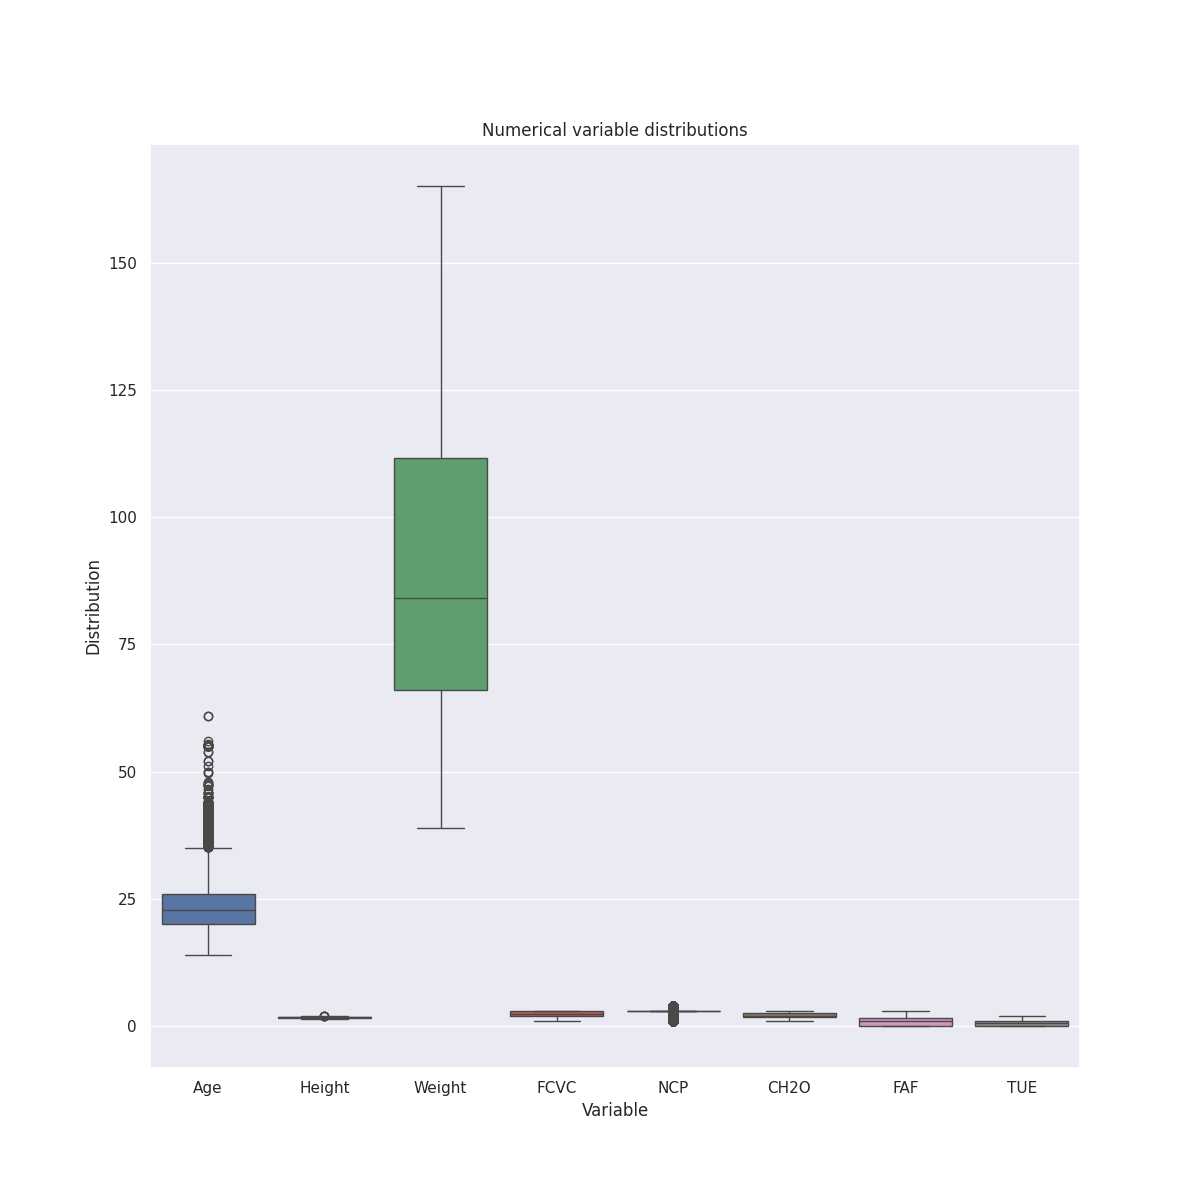 Numerical variable distributions
150
125
100
75
50
25
0
Distribution
Age Height Weight FCVC NCP CH2O FAF TUE
Variable